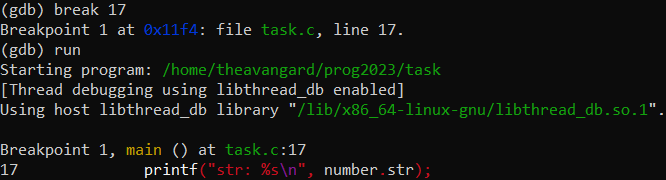 (gdb) break 17
Breakpoint 1 at 0x11f4: file task.c, line 17.
(gdb) run
Starting program: /home/theavangard/prog2023/task
[Thread debugging using libthread_db enabled]
Using host libthread_db library "/lib/x86_64-linux-gnu/libthread_db.so.1".
Breakpoint 1, main () at task.c:17
17 printf("str: %s\n", number.str);